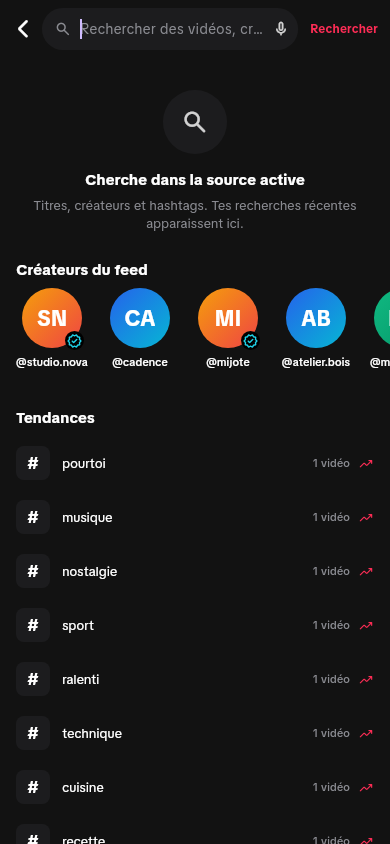 Rechercher des vidéos, cr...
Rechercher
Cherche dans la source active
Titres, créateurs et hashtags. Tes recherches récentes
apparaissent ici.
Créateurs du feed
SN CA MI AB
@studio.nova @cadence @mijote @atelier.bois @m
Tendances
# pourtoi 1 vidéo
# musique 1 vidéo
# nostalgie 1 vidéo
# sport 1 vidéo
# ralenti 1 vidéo
# technique 1 vidéo
# cuisine 1 vidéo
# recette 1 vidéo